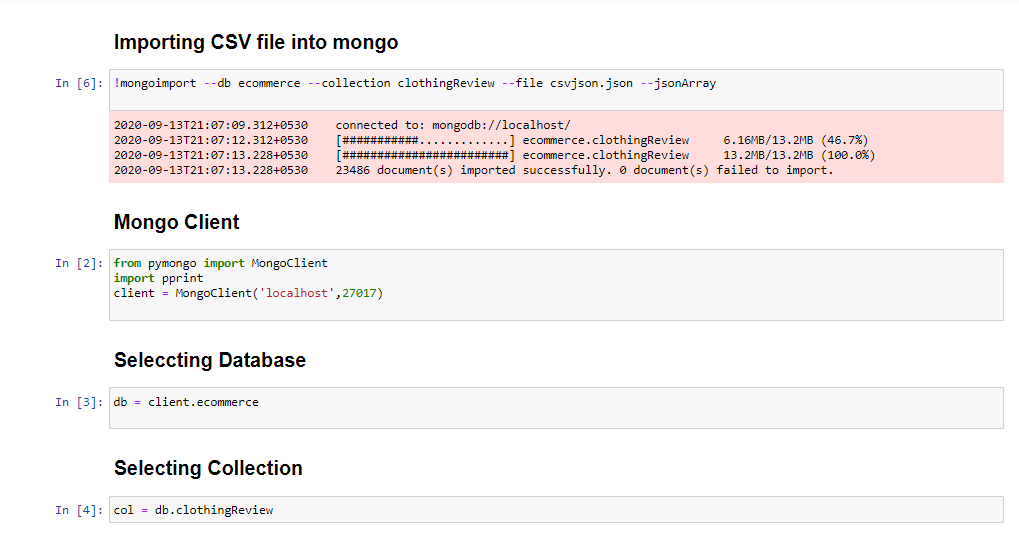 Importing CSV file into mongo
In [6]: !mongoimport --db ecommerce --collection clothingReview --file csvjson.json --jsonArray
2020-09-13T21:07:09.312+0530    connected to: mongodb://localhost/
2020-09-13T21:07:12.312+0530    [###########.............] ecommerce.clothingReview     6.16MB/13.2MB (46.7%)
2020-09-13T21:07:13.228+0530    [########################] ecommerce.clothingReview     13.2MB/13.2MB (100.0%)
2020-09-13T21:07:13.228+0530    23486 document(s) imported successfully. 0 document(s) failed to import.
Mongo Client
In [2]: from pymongo import MongoClient
import pprint
client = MongoClient('localhost',27017)
Seleccting Database
In [3]: db = client.ecommerce
Selecting Collection
In [4]: col = db.clothingReview